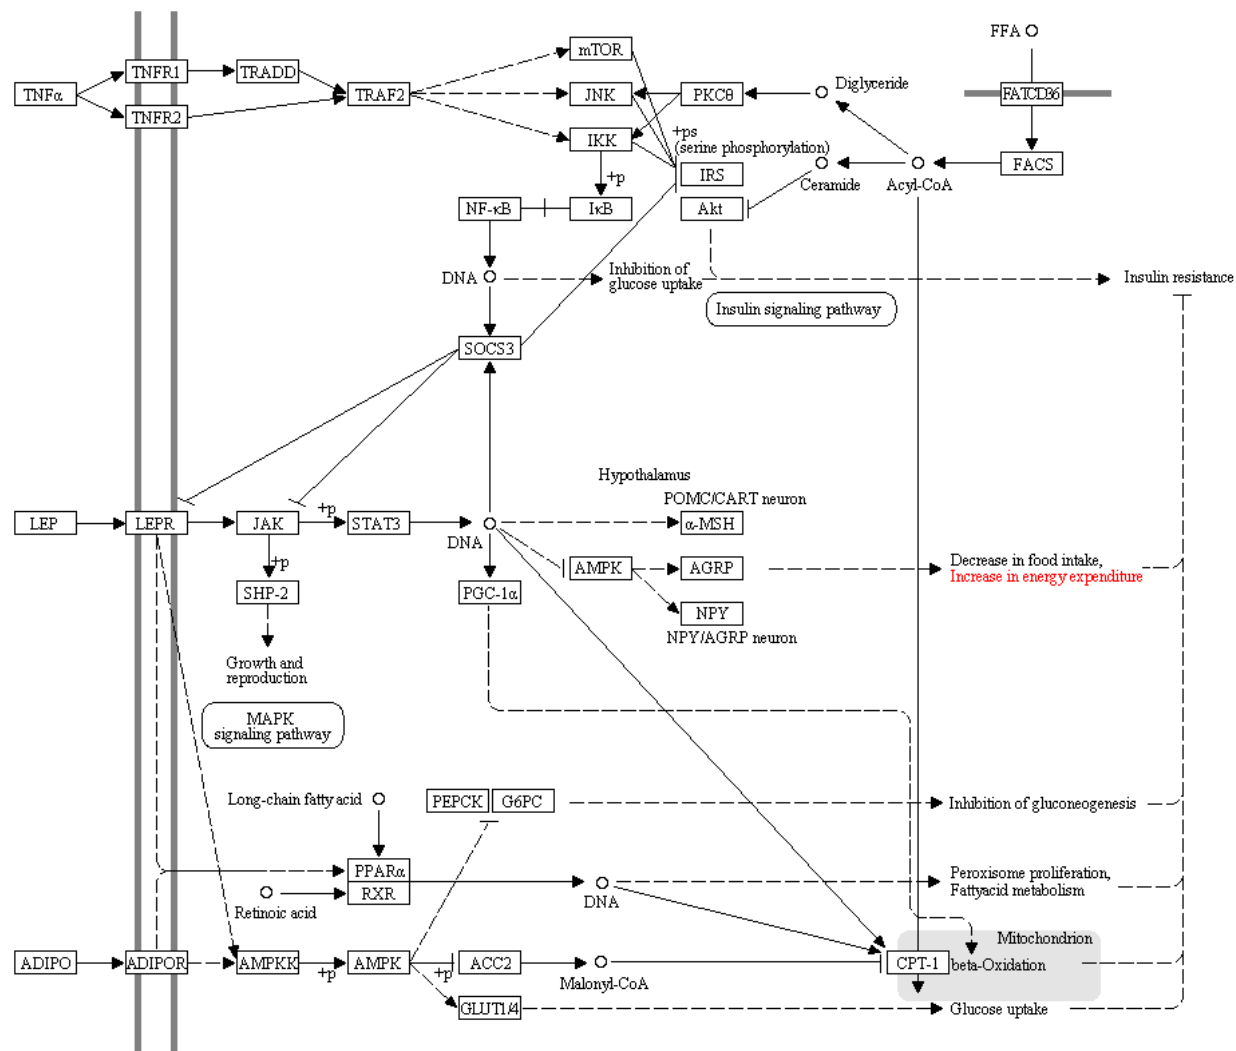 FFA
mTOR
TNFR1
TRADD
TNFα
TRAF2
JNK
PKCθ
Diglyceride
FATCD36
TNFR2
IKK
+ps
(serine phosphorylation)
FACS
IRS
Ceramide
Acyl-CoA
+p
NF-κB
IκB
Akt
DNA
Inhibition of
glucose uptake
Insulin resistance
Insulin signaling pathway
SOCS3
Hypothalamus
POMC/CART neuron
LEP
LEPR
JAK
+p
STAT3
DNA
α-MSH
+p
AMPK
AGRP
Decrease in food intake,
Increase in energy expenditure
SHP-2
PGC-1α
NPY
NPY/AGRP neuron
Growth and
reproduction
MAPK
signaling pathway
Long-chain fatty acid
PEPCK
G6PC
Inhibition of gluconeogenesis
PPARα
RXR
Retinoic acid
DNA
Peroxisome proliferation,
Fattyacid metabolism
Mitochondrion
ADIPO
ADIPOR
AMPKK
+p
AMPK
+p
ACC2
Malonyl-CoA
CPT-1
beta-Oxidation
GLUT1/4
Glucose uptake